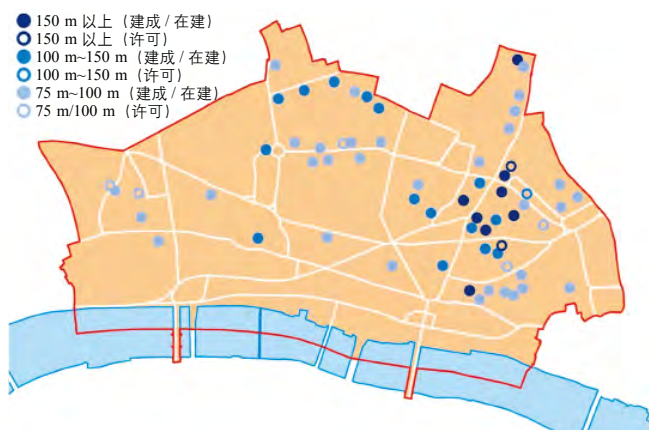 150 m 以上 (建成 / 在建)
150 m 以上 (许可)
100 m~150 m (建成 / 在建)
100 m~150 m (许可)
75 m~100 m (建成 / 在建)
75 m/100 m (许可)